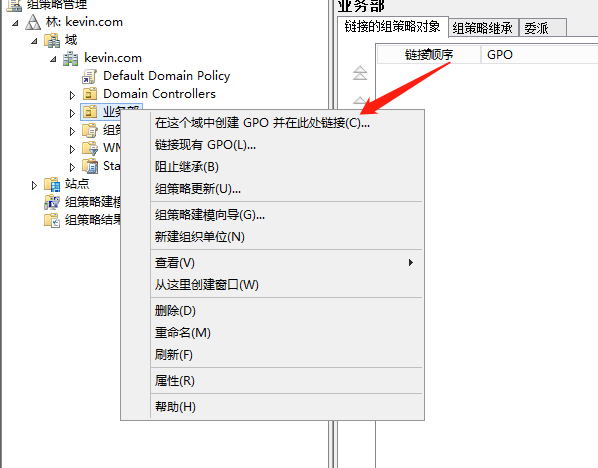 组策略管理
林: kevin.com
域
kevin.com
Default Domain Policy
Domain Controllers
业务部
组
WM
Sta
站点
组策略建模
组策略结果
在这个域中创建 GPO 并在此处链接(C)...
链接现有 GPO(L)...
阻止继承(B)
组策略更新(U)...
组策略建模向导(G)...
新建组织单位(N)
查看(V)
从这里创建窗口(W)
删除(D)
重命名(M)
刷新(F)
属性(R)
帮助(H)
业务部
链接的组策略对象 组策略继承 委派
链接顺序 GPO